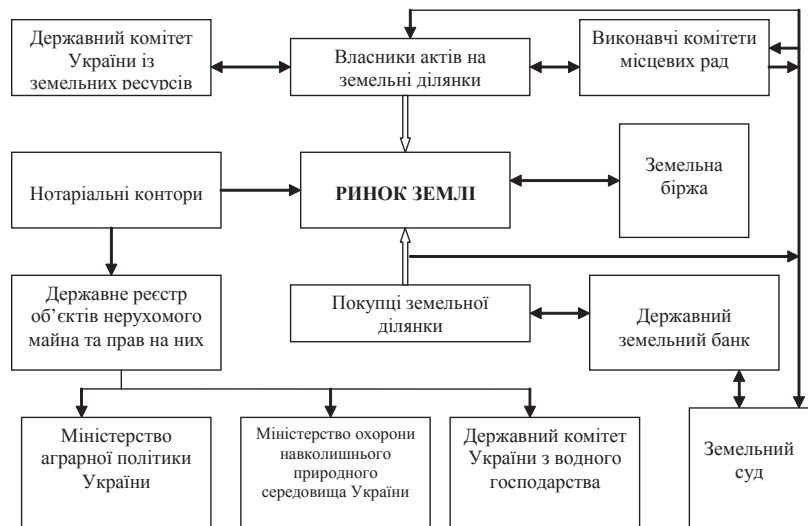 Державний комітет
України із
земельних ресурсів
Власники актів на
земельні ділянки
Виконавчі комітети
місцевих рад
Нотаріальні контори
РИНОК ЗЕМЛІ
Земельна
біржа
Державне реєстр
об’єктів нерухомого
майна та прав на них
Покупці земельної
ділянки
Державний
земельний банк
Міністерство
аграрної політики
України
Міністерство охорони
навколишнього
природного
середовища України
Державний комітет
України з водного
господарства
Земельний
суд